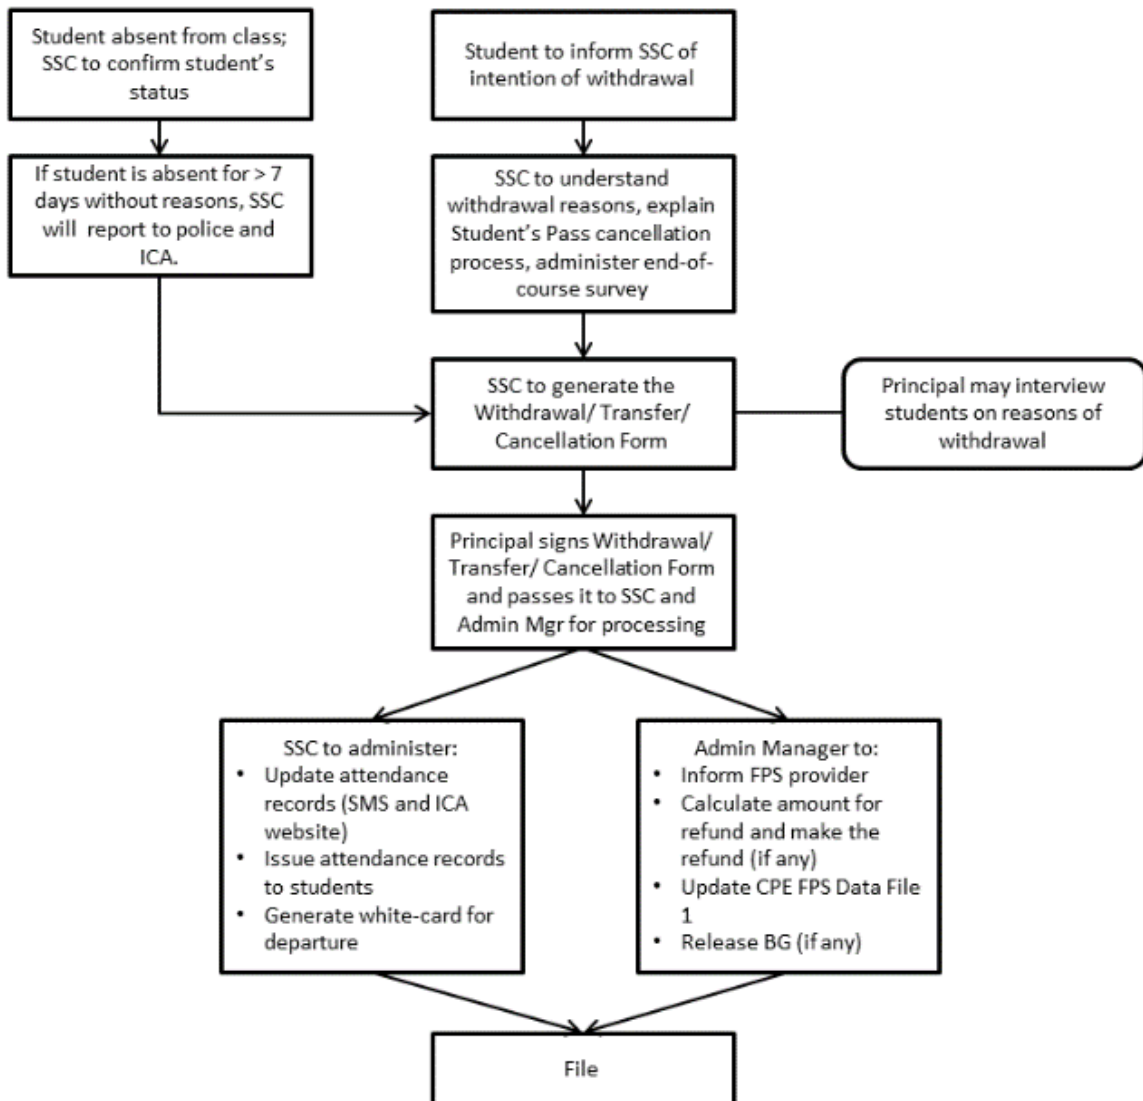 Student absent from class;
SSC to confirm student's
status
Student to inform SSC of
intention of withdrawal
If student is absent for > 7
days without reasons, SSC
will  report to police and
ICA.
SSC to understand
withdrawal reasons, explain
Student's Pass cancellation
process, administer end-of-
course survey
SSC to generate the
Withdrawal/ Transfer/
Cancellation Form
Principal may interview
students on reasons of
withdrawal
Principal signs Withdrawal/
Transfer/ Cancellation Form
and passes it to SSC and
Admin Mgr for processing
SSC to administer:
• Update attendance
records (SMS and ICA
website)
• Issue attendance records
to students
• Generate white-card for
departure
Admin Manager to:
• Inform FPS provider
• Calculate amount for
refund and make the
refund (if any)
• Update CPE FPS Data File
1
• Release BG (if any)
File